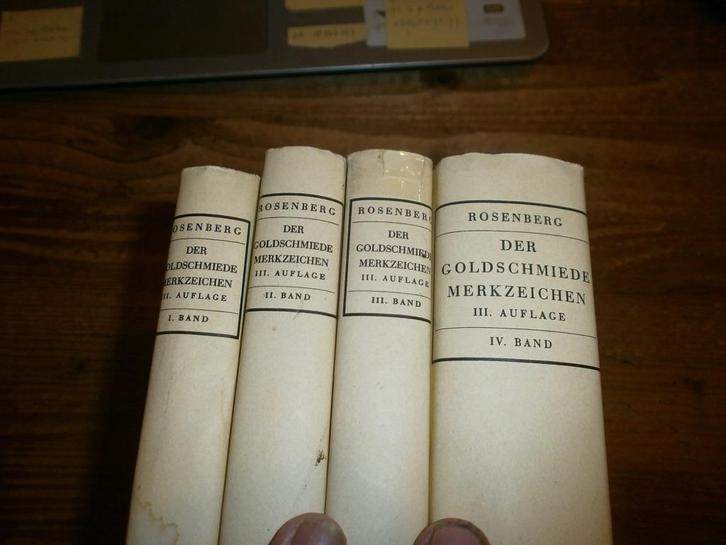 ROSENBERG
DER
GOLDSCHMIEDE
MERKZEICHEN
III. AUFLAGE
I. BAND
ROSENBERG
DER
GOLDSCHMIEDE
MERKZEICHEN
III. AUFLAGE
II. BAND
ROSENBERG
DER
GOLDSCHMIEDE
MERKZEICHEN
III. AUFLAGE
III. BAND
ROSENBERG
DER
GOLDSCHMIEDE
MERKZEICHEN
III. AUFLAGE
IV. BAND